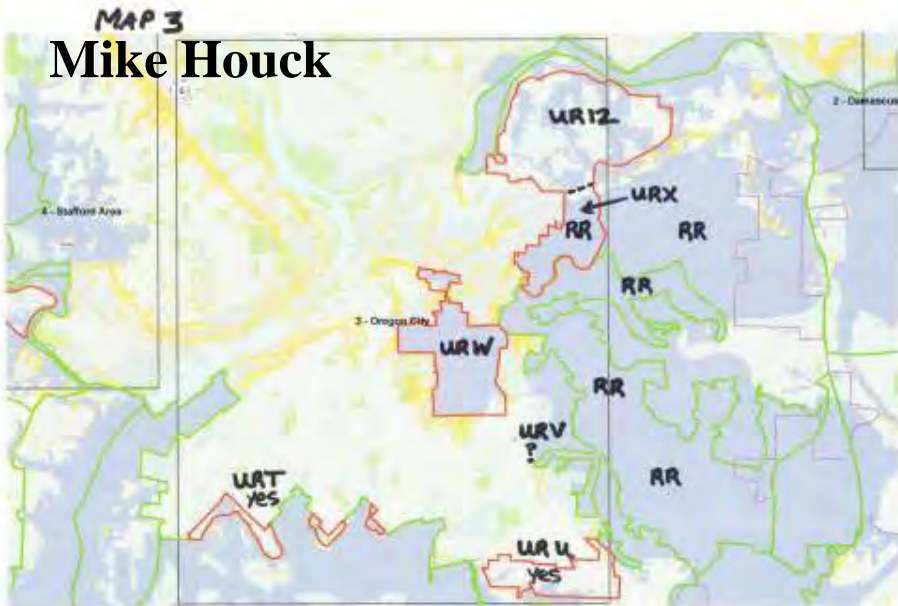 MAP 3
Mike Houck
UR12
2 - Damascus
4 - Stafford Area
URX
RR
RR
RR
3 - Oregon City
URW
RR
URV
?
RR
URT
yes
UR U
yes